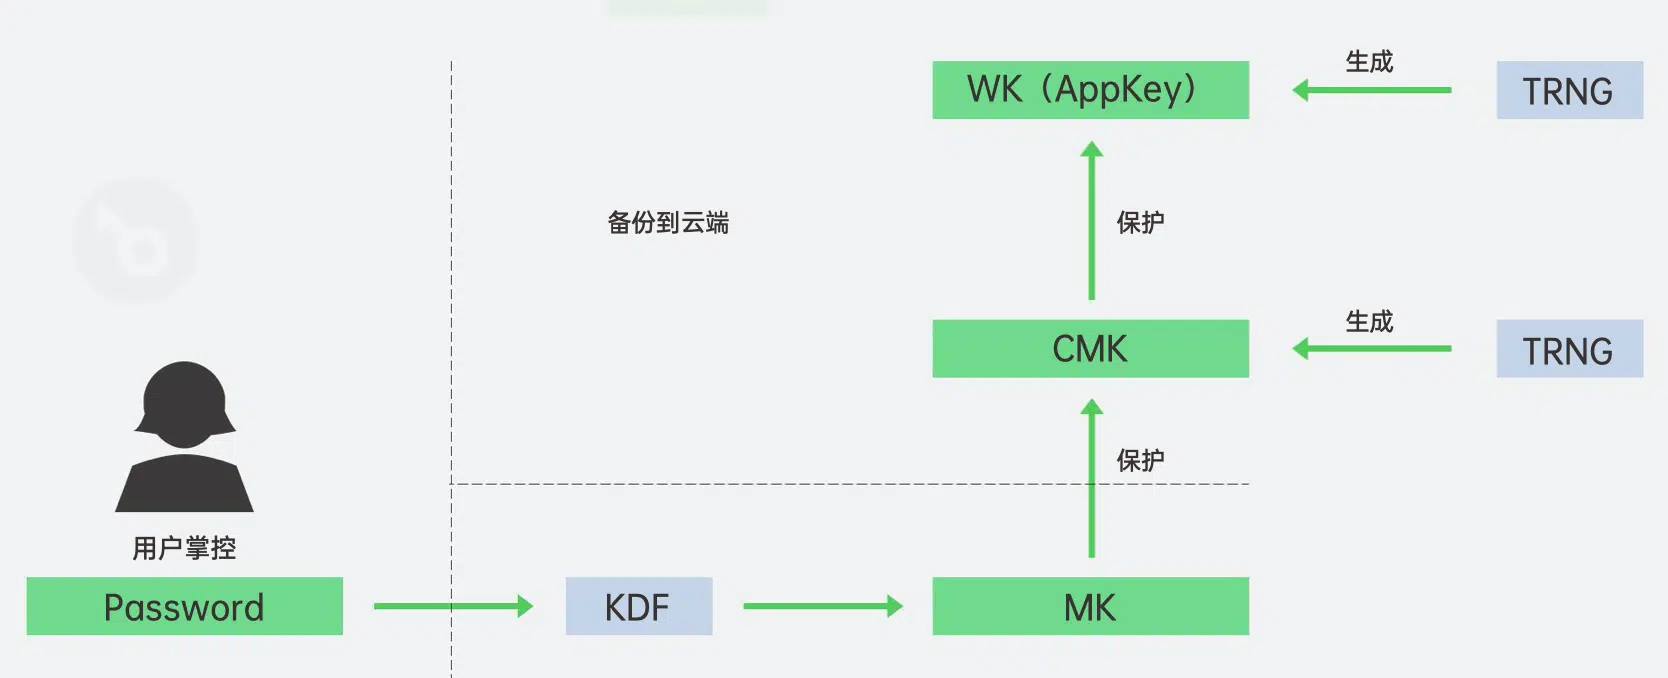 生成
WK（AppKey）
TRNG
备份到云端
保护
生成
CMK
TRNG
保护
用户掌控
Password
KDF
MK